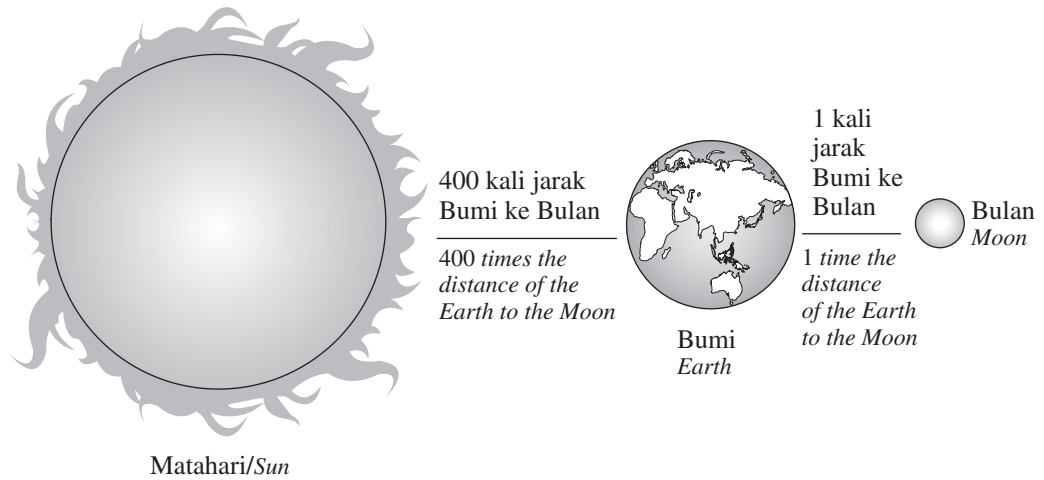 400 kali jarak
Bumi ke Bulan
400 times the
distance of the
Earth to the Moon
1 kali
jarak
Bumi ke
Bulan
1 time the
distance
of the Earth
to the Moon
Bulan
Moon
Bumi
Earth
Matahari/Sun